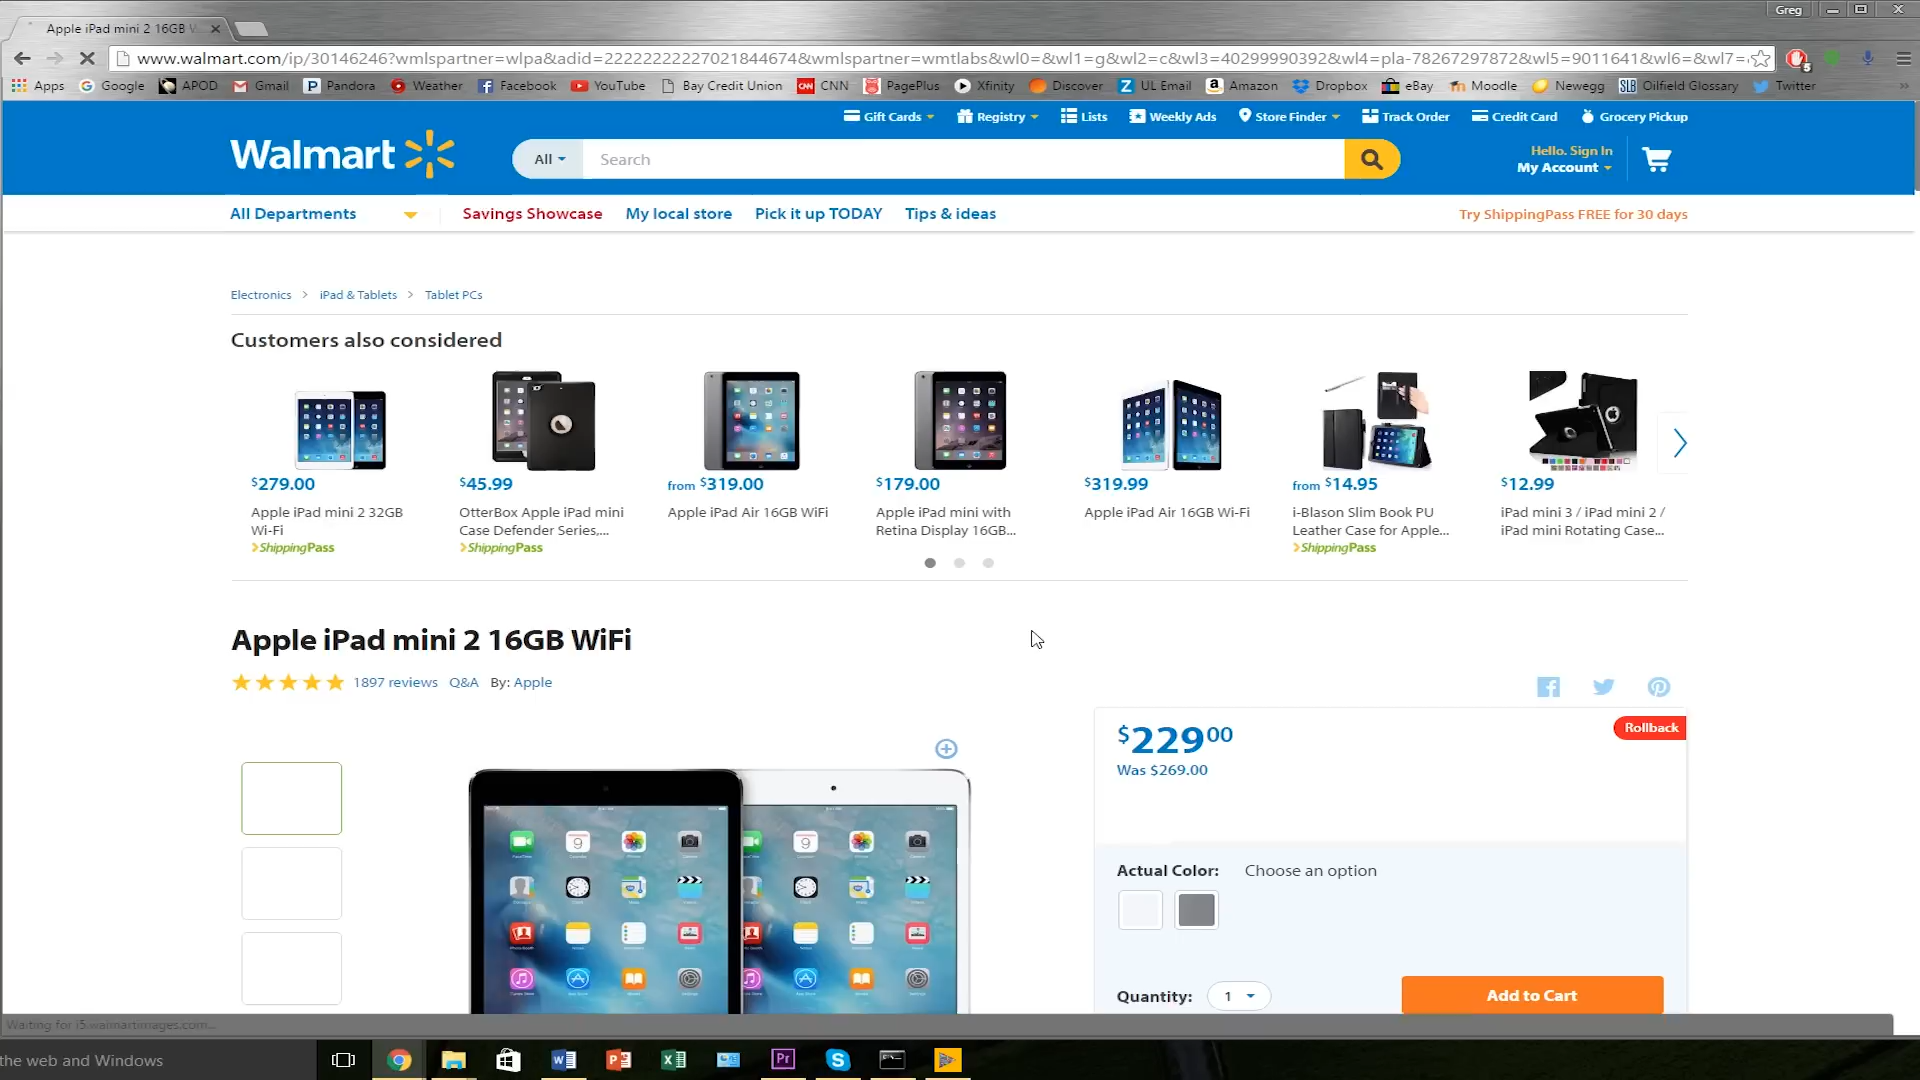 Greg
Apple iPad mini 2 16GB W
www.walmart.com/ip/30146246?wmlspartner=wlpa&adid=22222222227021844674&wmlspartner=wmtlabs&wl0=&wl1=g&wl2=c&wl3=40299990392&wl4=pla-78267297872&wl5=9011641&wl6=&wl7=
5
Apps Google APOD Gmail Pandora Weather Facebook YouTube Bay Credit Union CNN PagePlus Xfinity Discover UL Email Amazon Dropbox eBay Moodle Newegg Oilfield Glossary Twitter »
Gift Cards Registry Lists Weekly Ads Store Finder Track Order Credit Card Grocery Pickup
Walmart All Search
Hello. Sign In
My Account
All Departments Savings Showcase My local store Pick it up TODAY Tips & ideas Try ShippingPass FREE for 30 days
Electronics > iPad & Tablets > Tablet PCs
Customers also considered
$279.00 $45.99 from $319.00 $179.00 $319.99 from $14.95 $12.99
Apple iPad mini 2 32GB OtterBox Apple iPad mini Apple iPad Air 16GB WiFi Apple iPad mini with Apple iPad Air 16GB Wi-Fi i-Blason Slim Book PU iPad mini 3 / iPad mini 2 /
Wi-Fi Case Defender Series,... Retina Display 16GB... Leather Case for Apple... iPad mini Rotating Case...
ShippingPass ShippingPass ShippingPass
Apple iPad mini 2 16GB WiFi
1897 reviews Q&A By: Apple
Rollback
$229.00
Was $269.00
Actual Color: Choose an option
Quantity: 1 Add to Cart
Waiting for i5.walmartimages.com...
the web and Windows